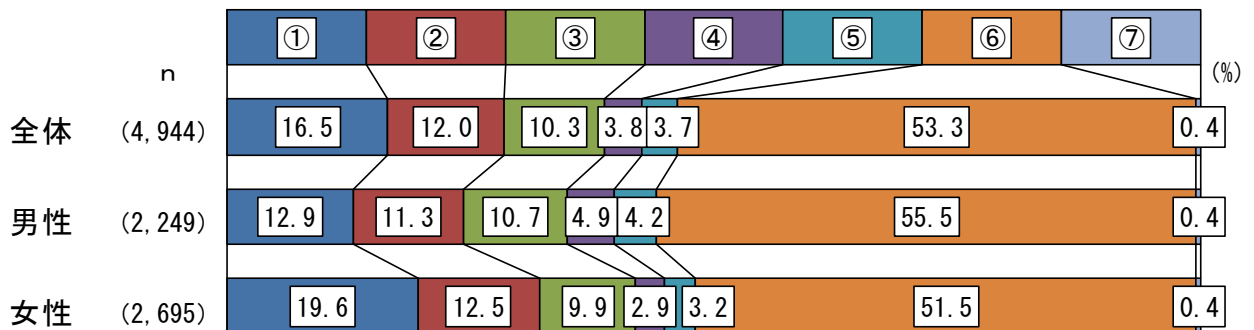 ① ② ③ ④ ⑤ ⑥ ⑦
n (%)
全体 (4,944) 16.5 12.0 10.3 3.8 3.7 53.3 0.4
男性 (2,249) 12.9 11.3 10.7 4.9 4.2 55.5 0.4
女性 (2,695) 19.6 12.5 9.9 2.9 3.2 51.5 0.4